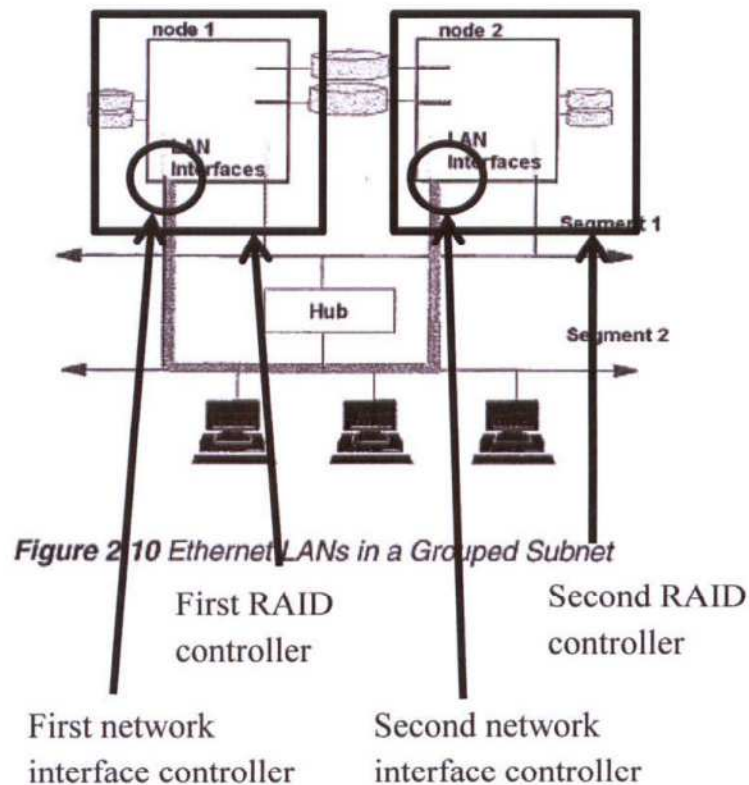 node 1
node 2
LAN
Interfaces
LAN
Interfaces
Segment 1
Hub
Segment 2
Figure 2 10 Ethernet LANs in a Grouped Subnet
First RAID
controller
Second RAID
controller
First network
interface controller
Second network
interface controller